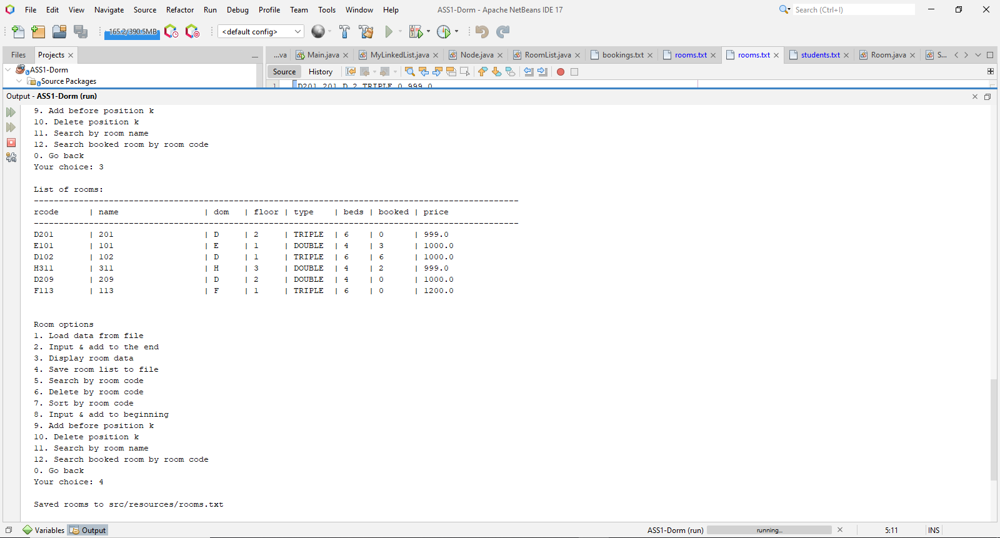 File Edit View Navigate Source Refactor Run Debug Profile Team Tools Window Help ASS1-Dorm - Apache NetBeans IDE 17 Search (Ctrl+I)
165.2/390.5MB <default config>
Files Projects ...va Main.java MyLinkedList.java Node.java RoomList.java bookings.txt rooms.txt rooms.txt students.txt Room.java S...
ASS1-Dorm Source History
Source Packages 1 D201 201 D 2 TRIPLE 0 999.0
Output - ASS1-Dorm (run)
9. Add before position k
10. Delete position k
11. Search by room name
12. Search booked room by room code
0. Go back
Your choice: 3
List of rooms:
-------------------------------------------------------------------------------------------------
rcode | name | dom | floor | type | beds | booked | price
-------------------------------------------------------------------------------------------------
D201 | 201 | D | 2 | TRIPLE | 6 | 0 | 999.0
E101 | 101 | E | 1 | DOUBLE | 4 | 3 | 1000.0
D102 | 102 | D | 1 | TRIPLE | 6 | 6 | 1000.0
H311 | 311 | H | 3 | DOUBLE | 4 | 2 | 999.0
D209 | 209 | D | 2 | DOUBLE | 4 | 0 | 1000.0
F113 | 113 | F | 1 | TRIPLE | 6 | 0 | 1200.0
Room options
1. Load data from file
2. Input & add to the end
3. Display room data
4. Save room list to file
5. Search by room code
6. Delete by room code
7. Sort by room code
8. Input & add to beginning
9. Add before position k
10. Delete position k
11. Search by room name
12. Search booked room by room code
0. Go back
Your choice: 4
Saved rooms to src/resources/rooms.txt
Variables Output ASS1-Dorm (run) running... 5:11 INS